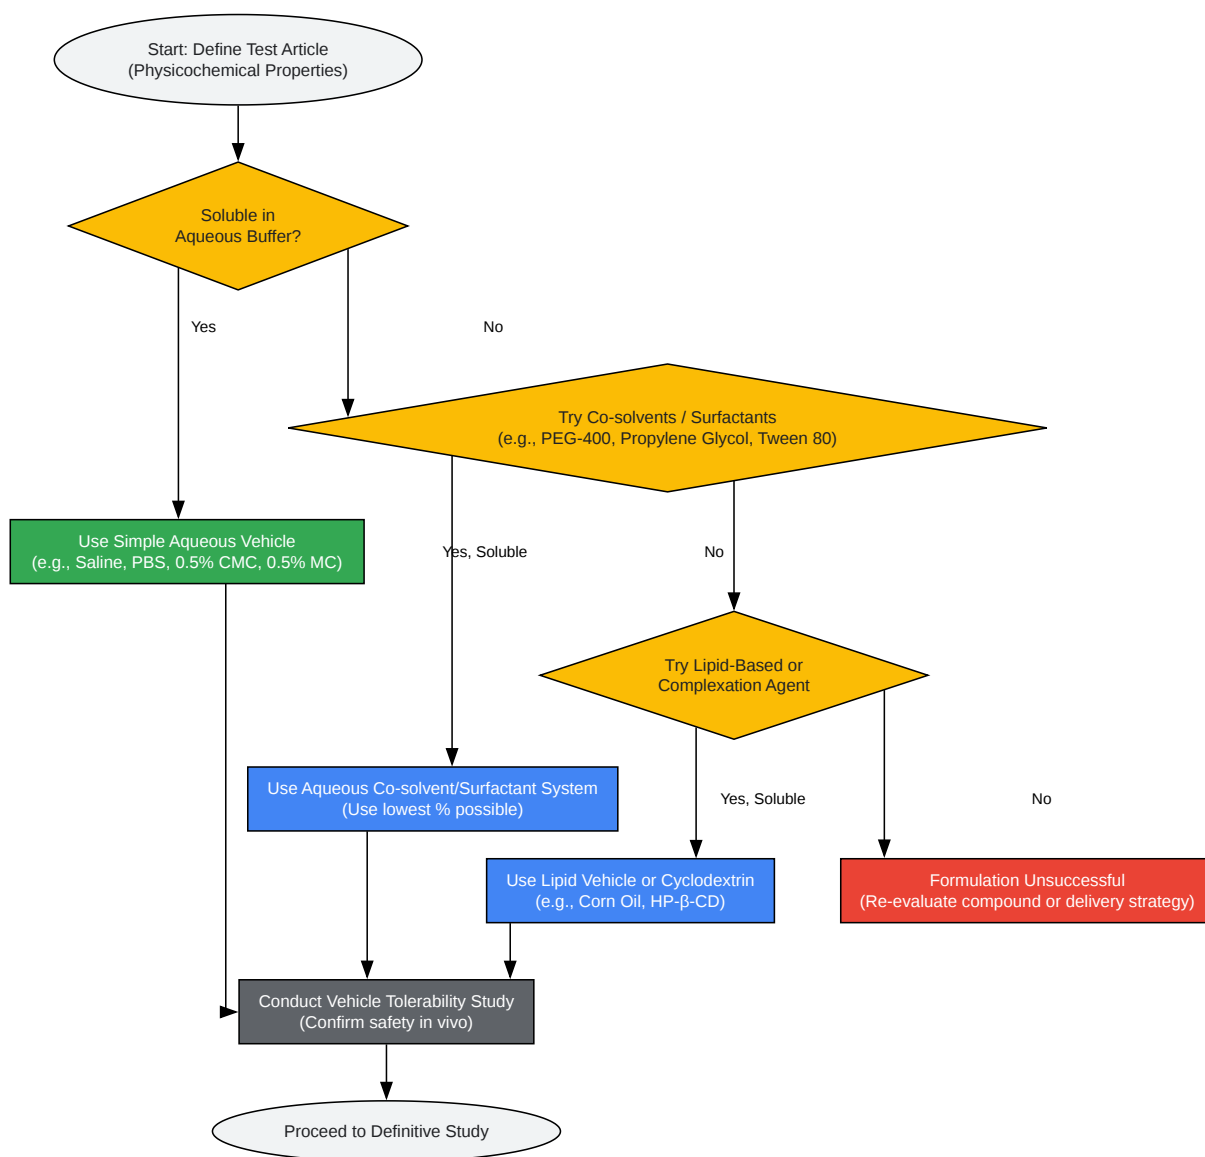 Start: Define Test Article
(Physicochemical Properties)
Soluble in
Aqueous Buffer?
Yes
No
Try Co-solvents / Surfactants
(e.g., PEG-400, Propylene Glycol, Tween 80)
Use Simple Aqueous Vehicle
(e.g., Saline, PBS, 0.5% CMC, 0.5% MC)
Yes, Soluble
No
Try Lipid-Based or
Complexation Agent
Use Aqueous Co-solvent/Surfactant System
(Use lowest % possible)
Yes, Soluble
No
Use Lipid Vehicle or Cyclodextrin
(e.g., Corn Oil, HP-β-CD)
Formulation Unsuccessful
(Re-evaluate compound or delivery strategy)
Conduct Vehicle Tolerability Study
(Confirm safety in vivo)
Proceed to Definitive Study